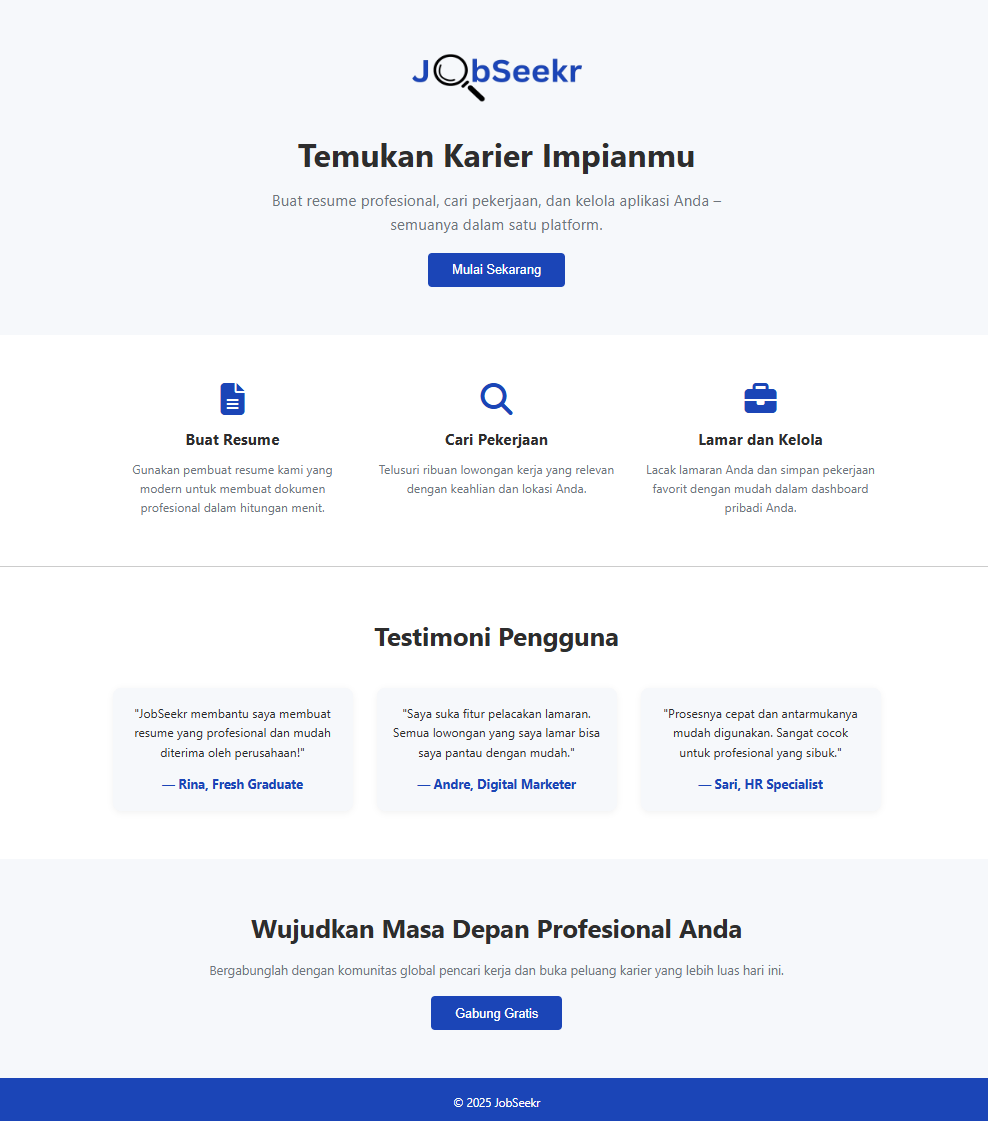 JobSeekr
Temukan Karier Impianmu
Buat resume profesional, cari pekerjaan, dan kelola aplikasi Anda –
semuanya dalam satu platform.
Mulai Sekarang
Buat Resume
Gunakan pembuat resume kami yang
modern untuk membuat dokumen
profesional dalam hitungan menit.
Cari Pekerjaan
Telusuri ribuan lowongan kerja yang relevan
dengan keahlian dan lokasi Anda.
Lamar dan Kelola
Lacak lamaran Anda dan simpan pekerjaan
favorit dengan mudah dalam dashboard
pribadi Anda.
Testimoni Pengguna
"JobSeekr membantu saya membuat
resume yang profesional dan mudah
diterima oleh perusahaan!"
— Rina, Fresh Graduate
"Saya suka fitur pelacakan lamaran.
Semua lowongan yang saya lamar bisa
saya pantau dengan mudah."
— Andre, Digital Marketer
"Prosesnya cepat dan antarmukanya
mudah digunakan. Sangat cocok
untuk profesional yang sibuk."
— Sari, HR Specialist
Wujudkan Masa Depan Profesional Anda
Bergabunglah dengan komunitas global pencari kerja dan buka peluang karier yang lebih luas hari ini.
Gabung Gratis
© 2025 JobSeekr